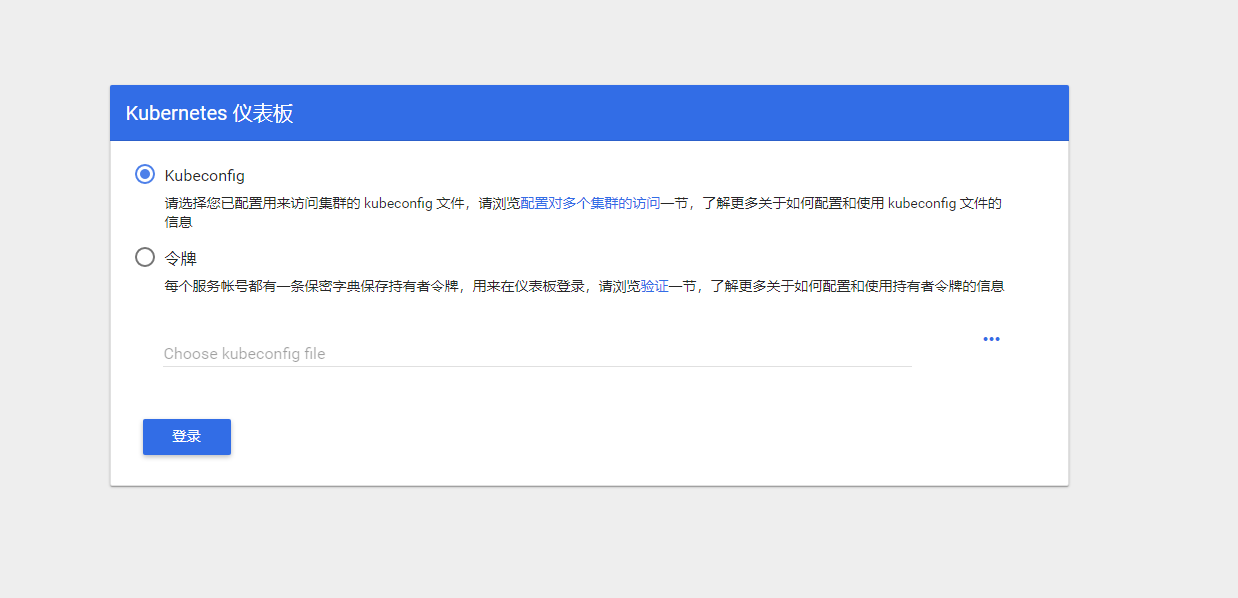 Kubernetes 仪表板
Kubeconfig
请选择您已配置用来访问集群的 kubeconfig 文件，请浏览配置对多个集群的访问一节，了解更多关于如何配置和使用 kubeconfig 文件的
信息
令牌
每个服务帐号都有一条保密字典保存持有者令牌，用来在仪表板登录，请浏览验证一节，了解更多关于如何配置和使用持有者令牌的信息
Choose kubeconfig file
登录